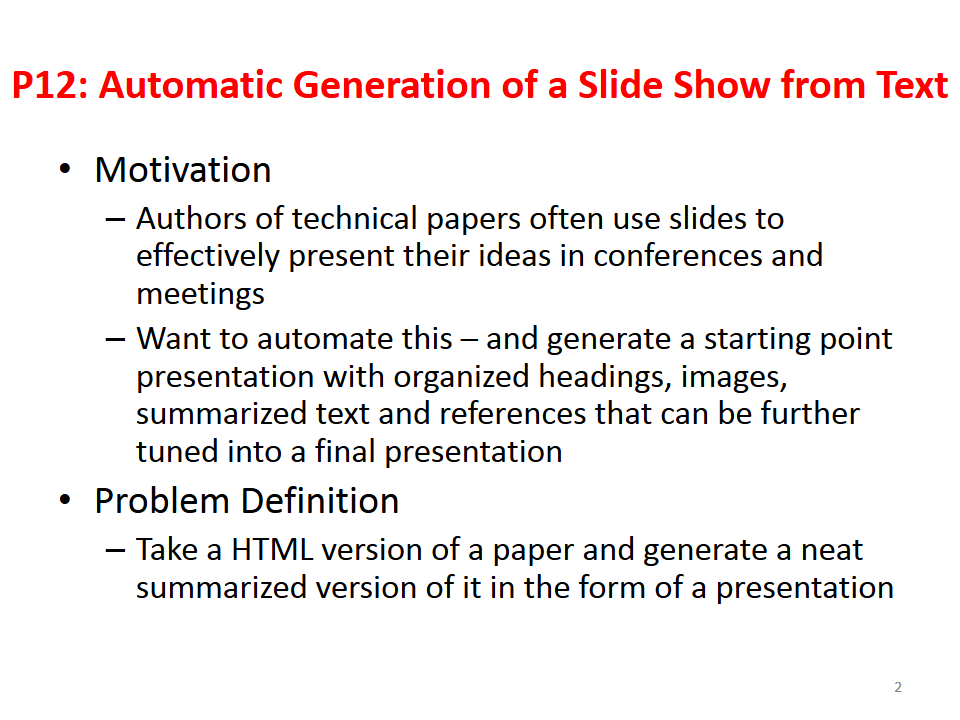 P12: Automatic Generation of a Slide Show from Text
• Motivation
– Authors of technical papers often use slides to
effectively present their ideas in conferences and
meetings
– Want to automate this – and generate a starting point
presentation with organized headings, images,
summarized text and references that can be further
tuned into a final presentation
• Problem Definition
– Take a HTML version of a paper and generate a neat
summarized version of it in the form of a presentation
2